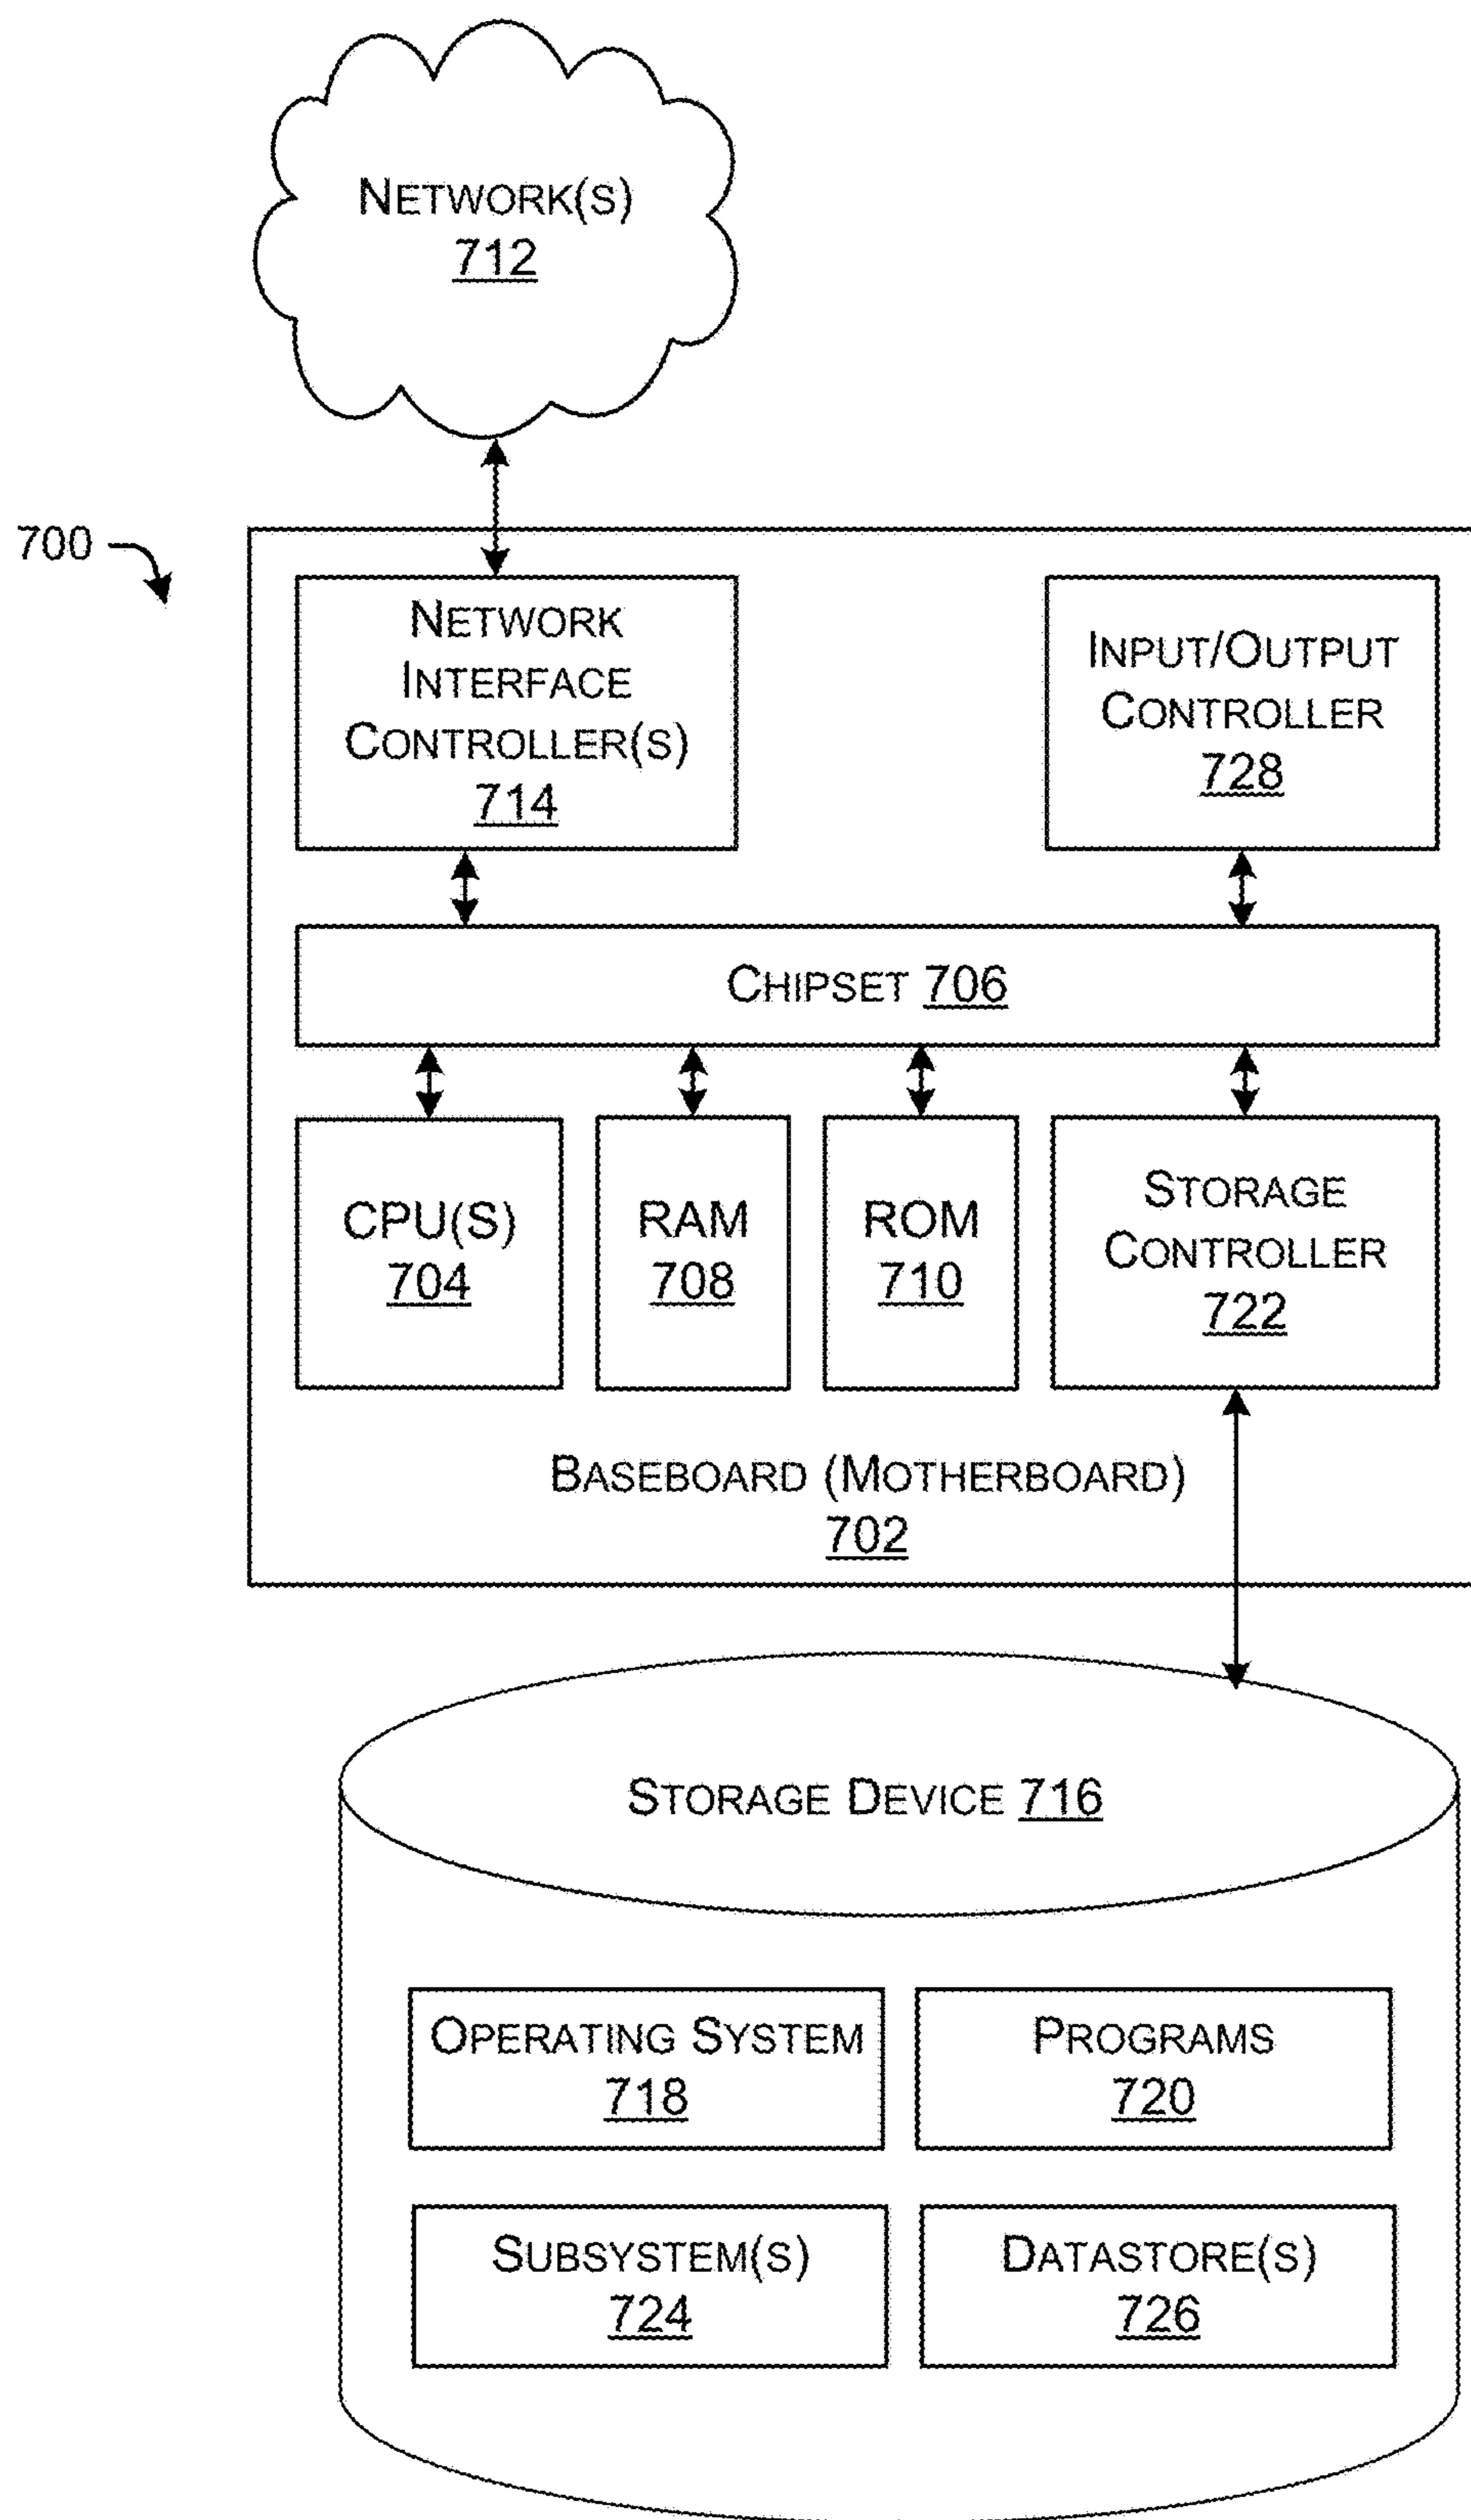 NETWORK(S)
712
700
NETWORK
INTERFACE
CONTROLLER(S)
714
INPUT/OUTPUT
CONTROLLER
728
CHIPSET 706
CPU(S)
704
RAM
708
ROM
710
STORAGE
CONTROLLER
722
BASEBOARD (MOTHERBOARD)
702
STORAGE DEVICE 716
OPERATING SYSTEM
718
PROGRAMS
720
SUBSYSTEM(S)
724
DATASTORE(S)
726